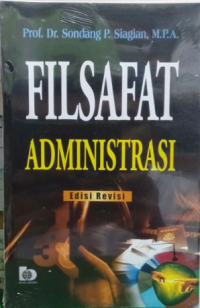 Prof. Dr. Sondang P. Siagian, M.P.A.
FILSAFAT
ADMINISTRASI
Edisi Revisi